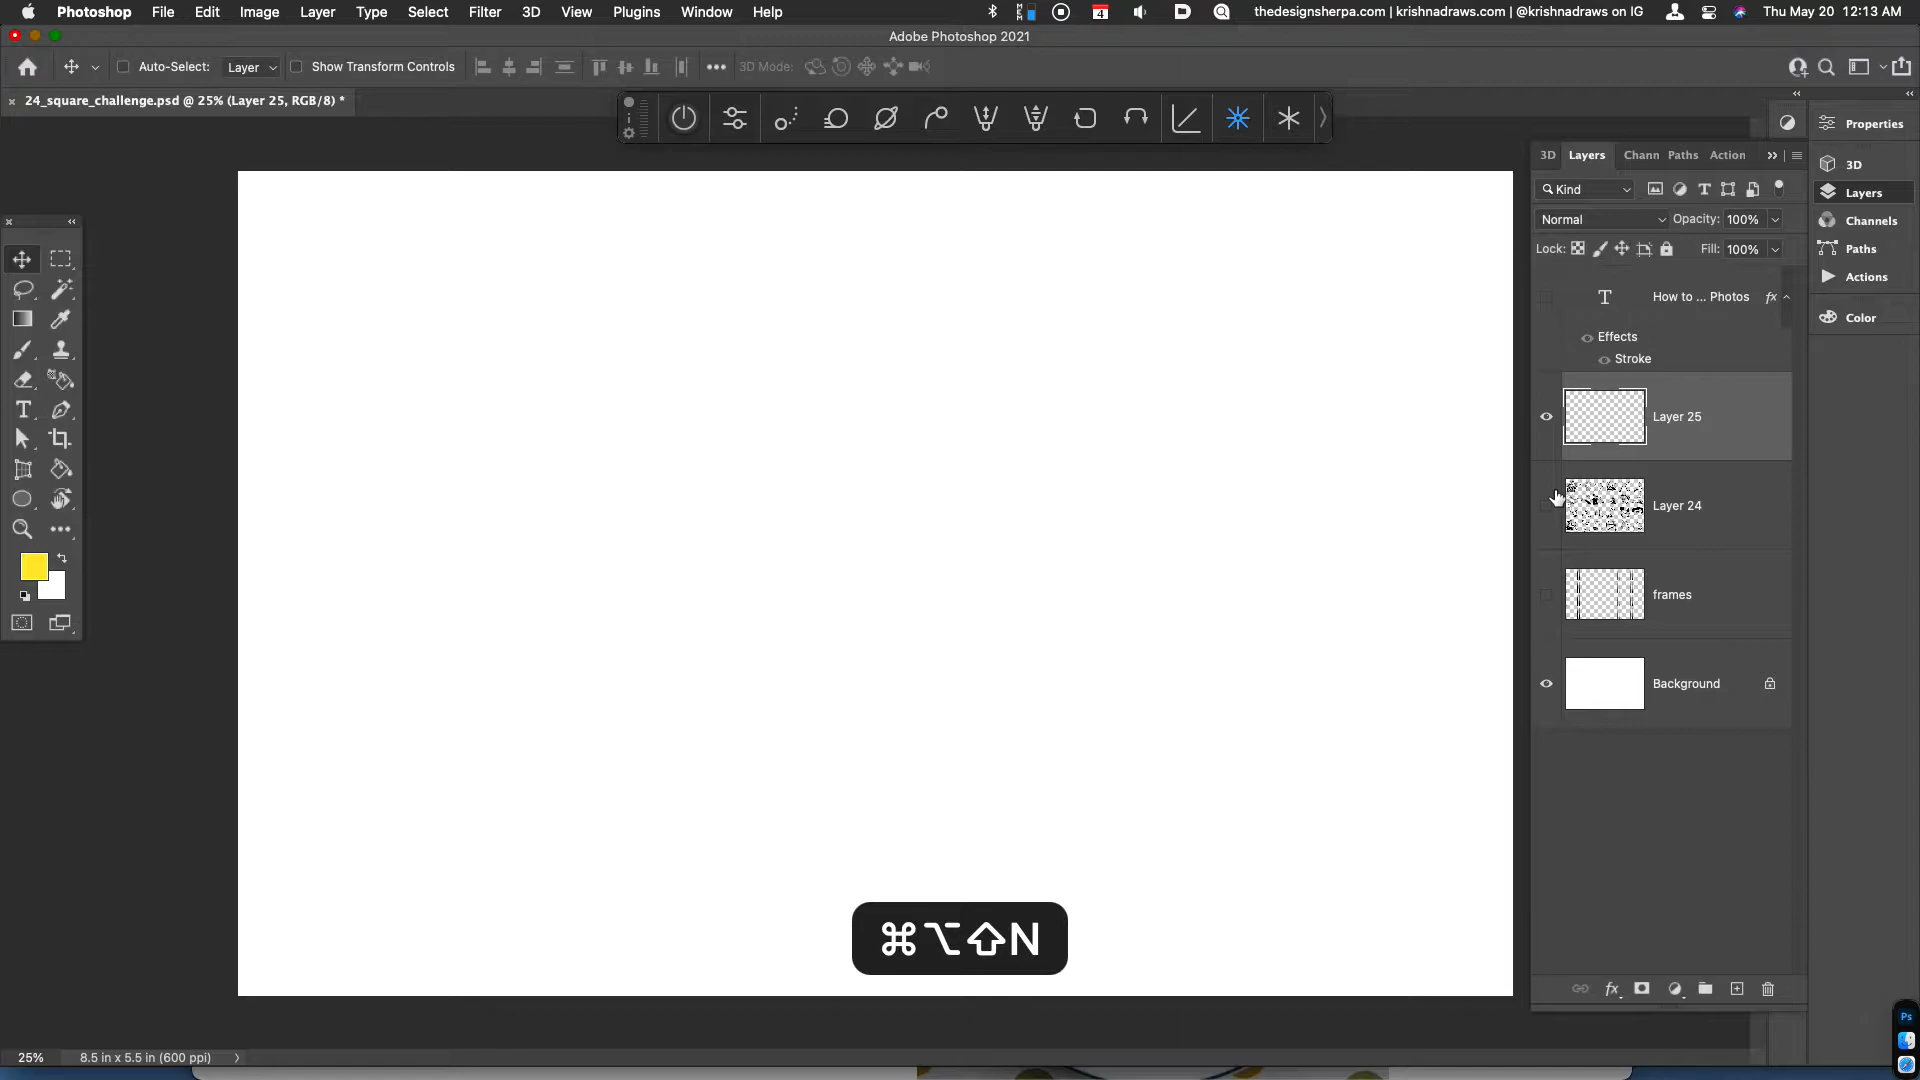 Photoshop File Edit Image Layer Type Select Filter 3D View Plugins Window Help 4 thedesignsherpa.com | krishnadraws.com | @krishnadraws on IG Thu May 20 12:13 AM
Adobe Photoshop 2021
Auto-Select: Layer Show Transform Controls 3D Mode:
24_square_challenge.psd @ 25% (Layer 25, RGB/8) *
Properties
3D Layers Chann Paths Action
3D
Kind
Layers
Normal Opacity: 100%
Channels
Lock: Fill: 100%
Paths
Actions
T How to ... Photos fx
Color
Effects
Stroke
Layer 25
Layer 24
frames
Background
⌘⌥⇧N
fx
Ps
25% 8.5 in x 5.5 in (600 ppi)